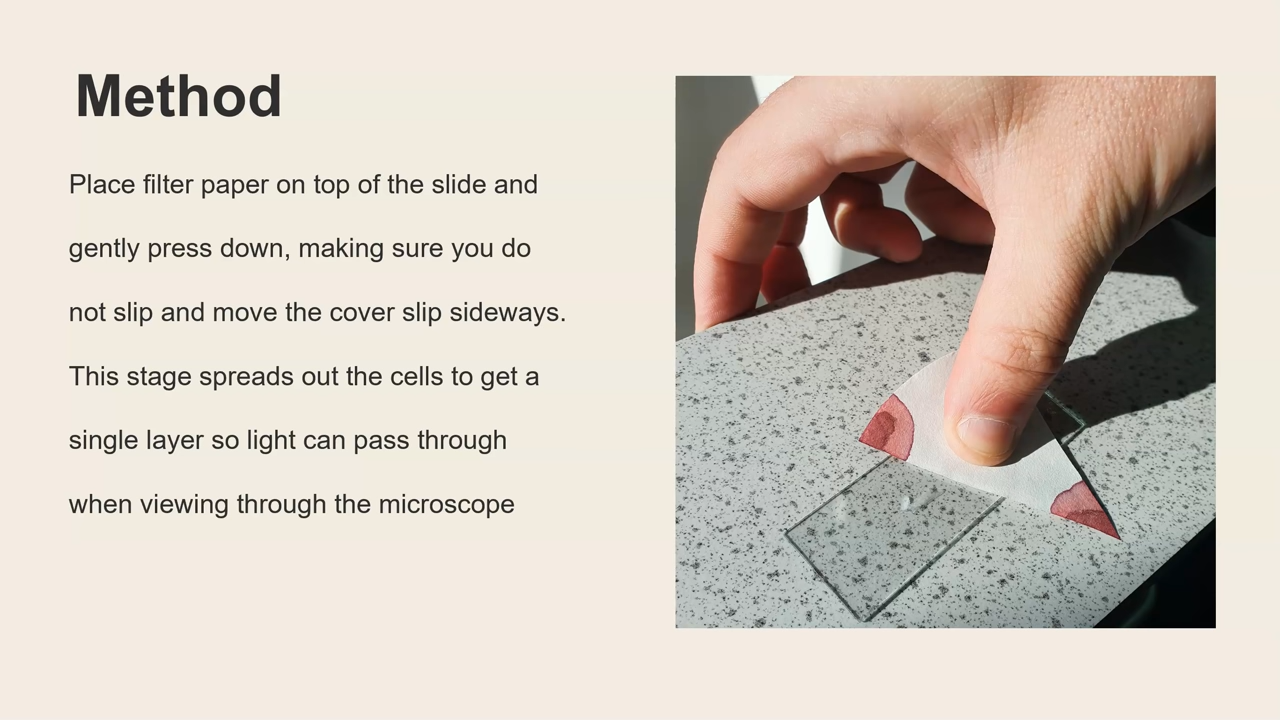 Method
Place filter paper on top of the slide and
gently press down, making sure you do
not slip and move the cover slip sideways.
This stage spreads out the cells to get a
single layer so light can pass through
when viewing through the microscope